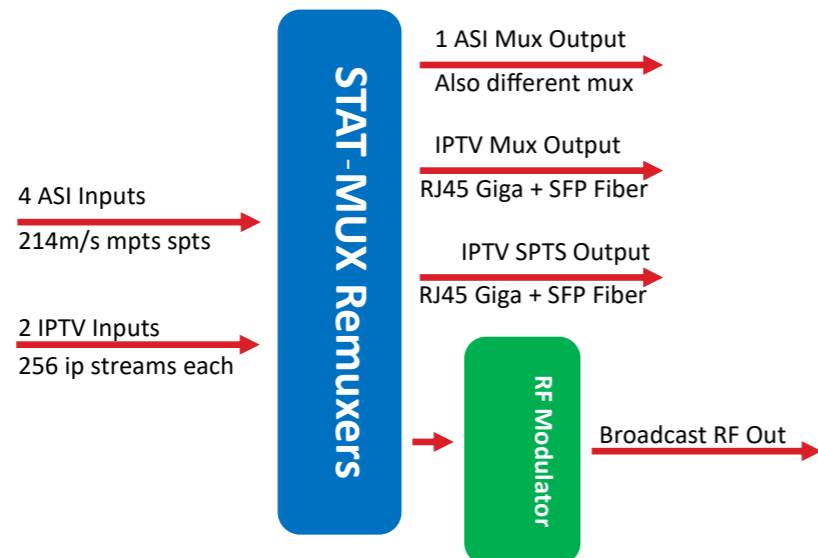 4 ASI Inputs
214m/s mpts spts
2 IPTV Inputs
256 ip streams each
STAT-MUX Remuxers
1 ASI Mux Output
Also different mux
IPTV Mux Output
RJ45 Giga + SFP Fiber
IPTV SPTS Output
RJ45 Giga + SFP Fiber
RF Modulator
Broadcast RF Out